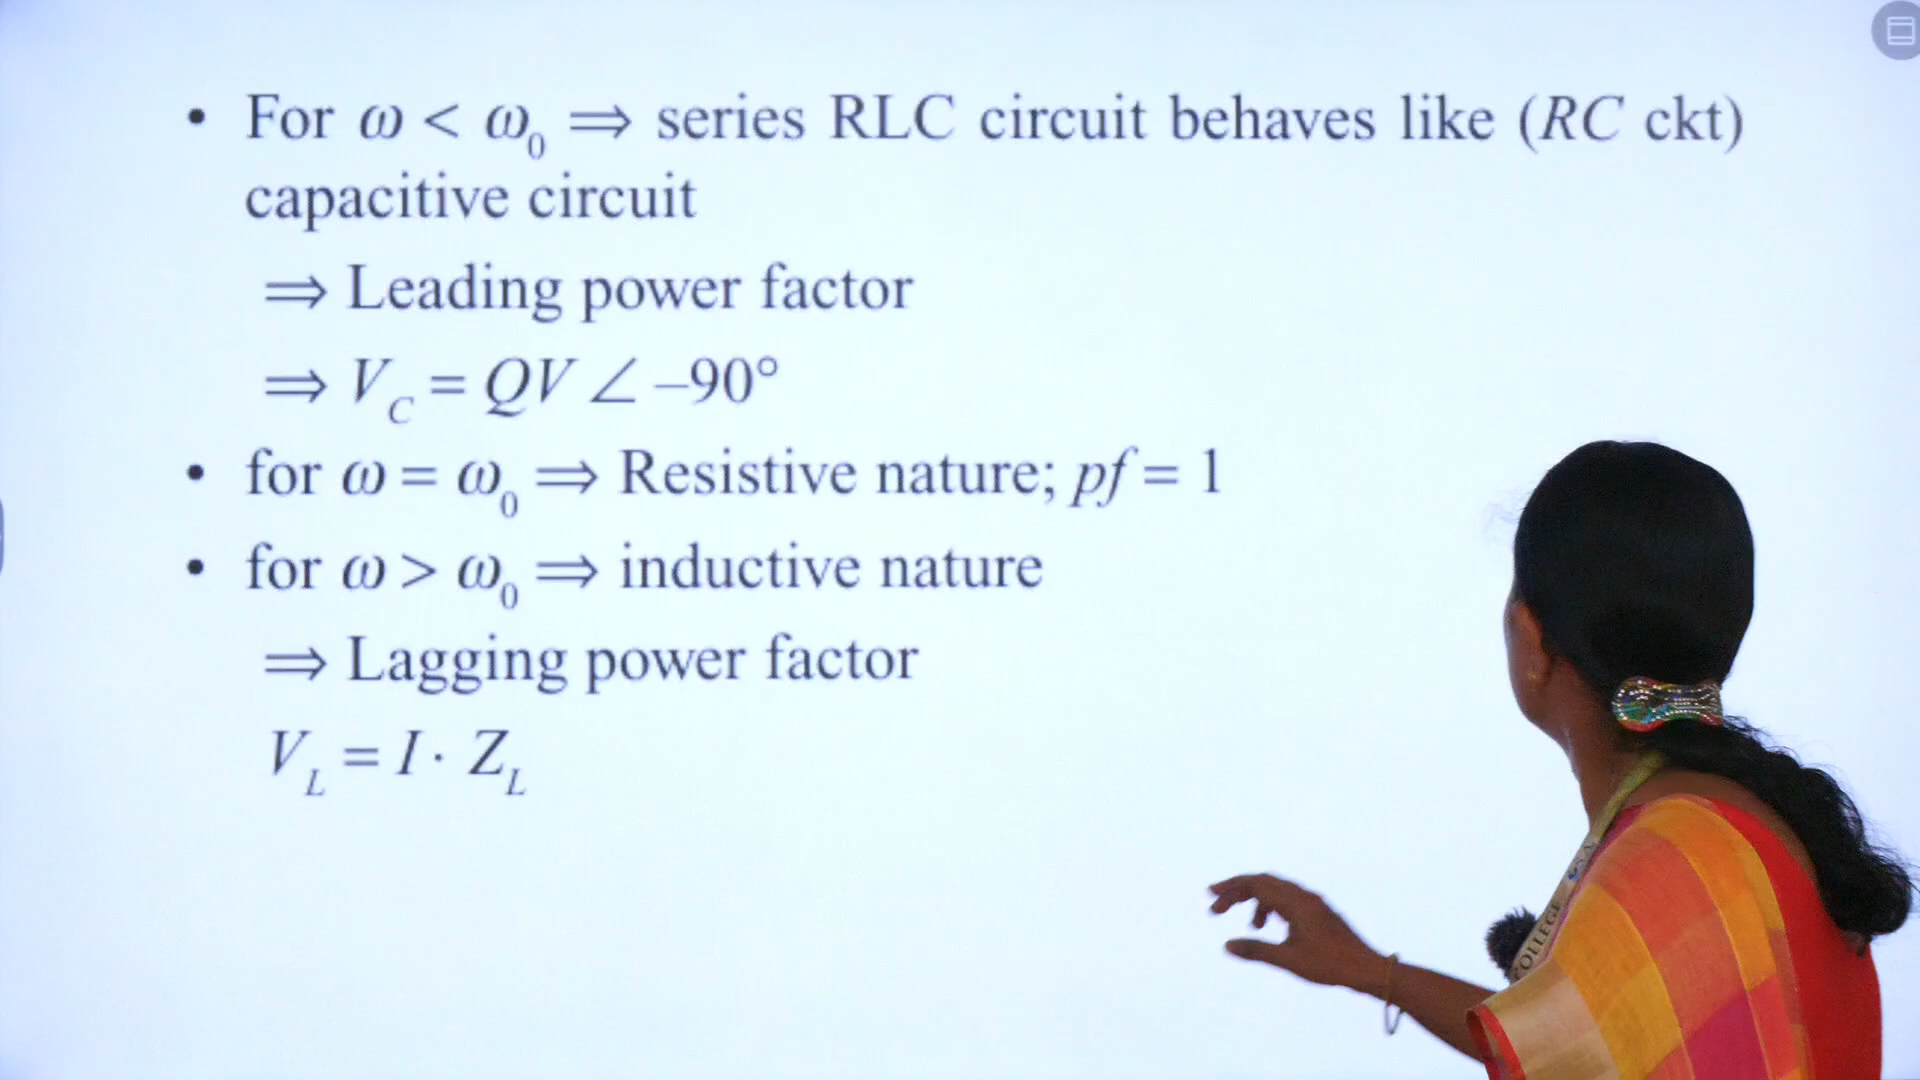 • For ω < ω₀ ⇒ series RLC circuit behaves like (RC ckt)
capacitive circuit
⇒ Leading power factor
⇒ V_C = QV ∠ –90°
• for ω = ω₀ ⇒ Resistive nature; pf = 1
• for ω > ω₀ ⇒ inductive nature
⇒ Lagging power factor
V_L = I · Z_L
COLLEGE